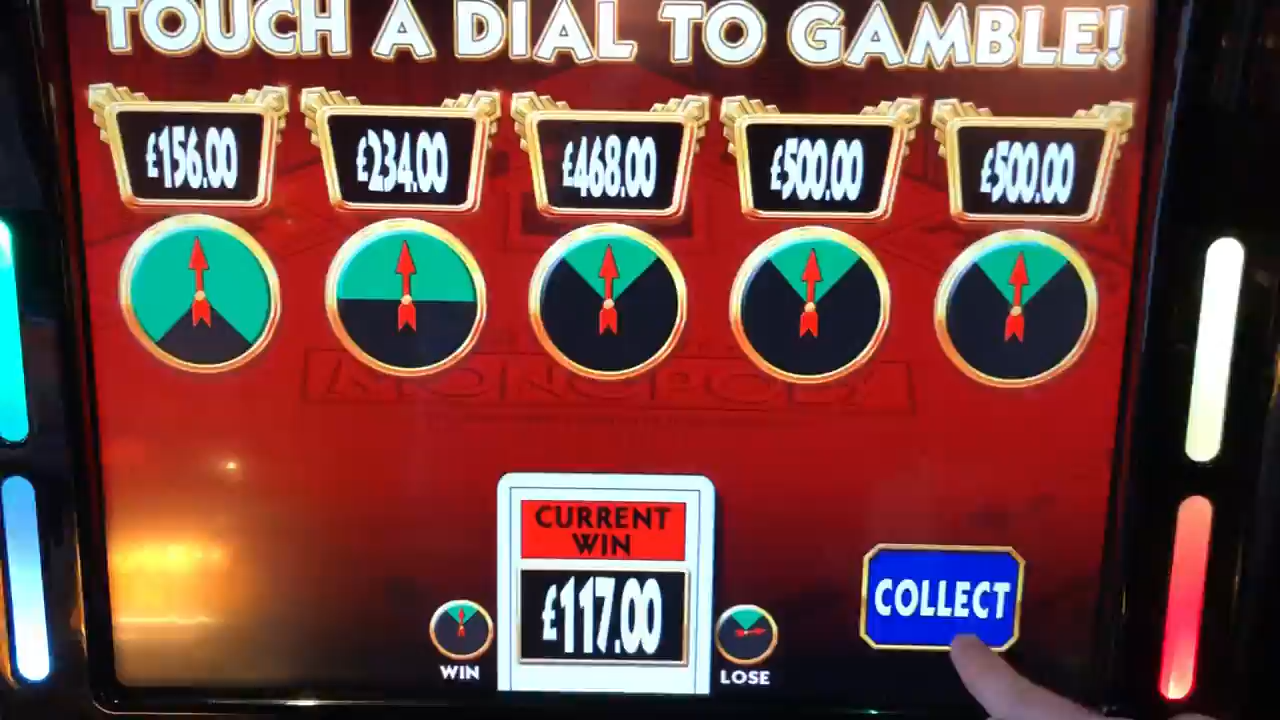 TOUCH A DIAL TO GAMBLE!
£156.00 £234.00 £468.00 £500.00 £500.00
MONOPOLY
CURRENT
WIN
£117.00
COLLECT
WIN
LOSE